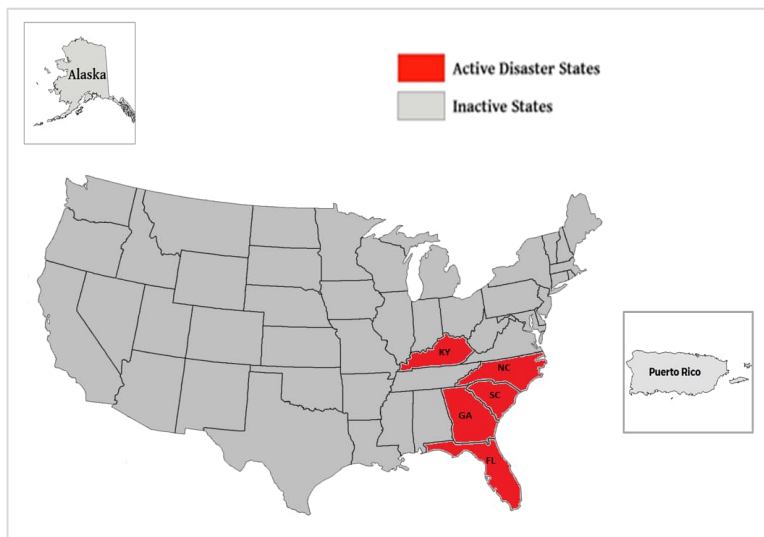 Alaska
Active Disaster States
Inactive States
KY
NC
SC
GA
FL
Puerto Rico